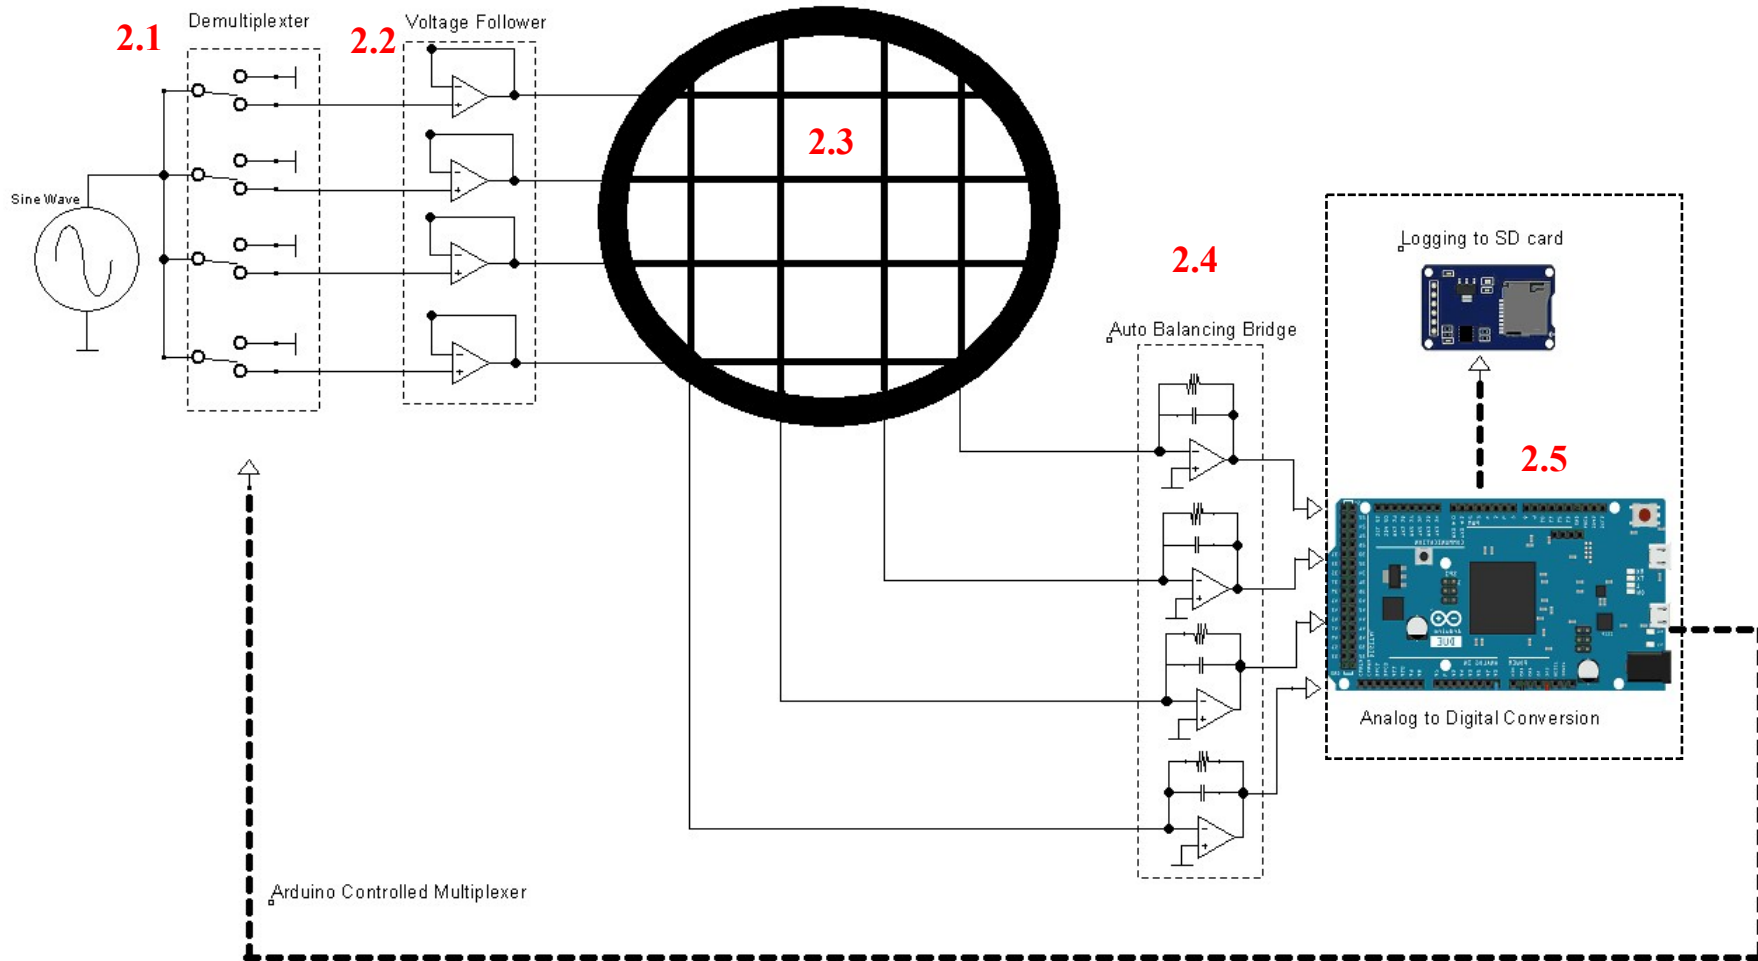 Demultiplexter
Voltage Follower
2.1
2.2
2.3
Sine Wave
2.4
Logging to SD card
Auto Balancing Bridge
2.5
DUE
Analog to Digital Conversion
Arduino Controlled Multiplexer